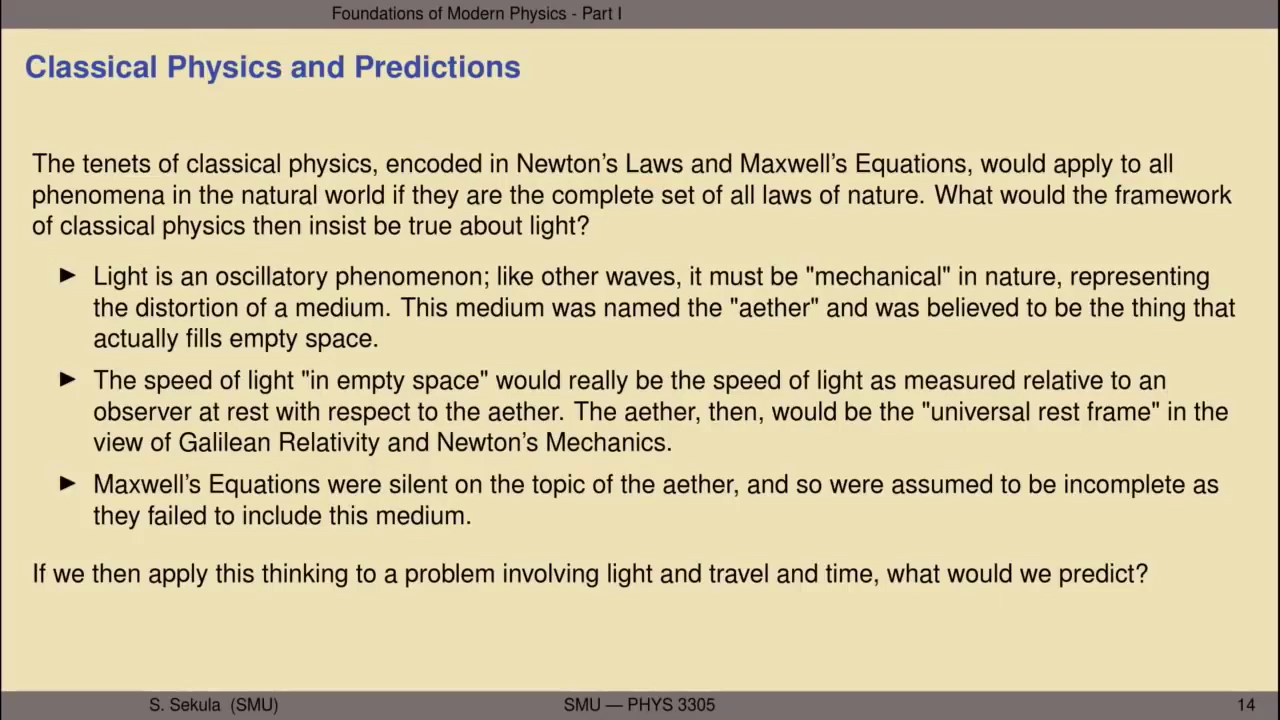 Foundations of Modern Physics - Part I
Classical Physics and Predictions
The tenets of classical physics, encoded in Newton's Laws and Maxwell's Equations, would apply to all
phenomena in the natural world if they are the complete set of all laws of nature. What would the framework
of classical physics then insist be true about light?
► Light is an oscillatory phenomenon; like other waves, it must be "mechanical" in nature, representing
the distortion of a medium. This medium was named the "aether" and was believed to be the thing that
actually fills empty space.
► The speed of light "in empty space" would really be the speed of light as measured relative to an
observer at rest with respect to the aether. The aether, then, would be the "universal rest frame" in the
view of Galilean Relativity and Newton's Mechanics.
► Maxwell's Equations were silent on the topic of the aether, and so were assumed to be incomplete as
they failed to include this medium.
If we then apply this thinking to a problem involving light and travel and time, what would we predict?
S. Sekula (SMU) SMU — PHYS 3305 14